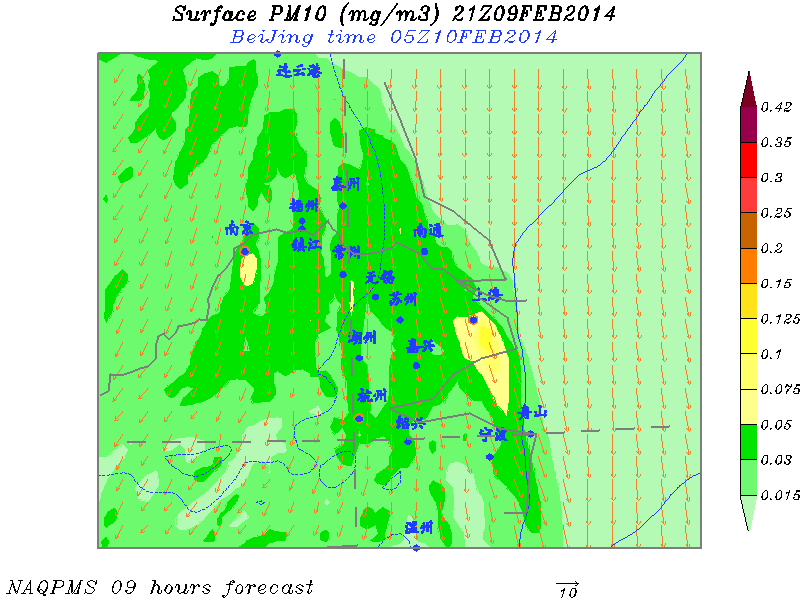 Surface PM10 (mg/m3) 21Z09FEB2014
BeiJing time 05Z10FEB2014
连云港
0.42
0.35
0.3
0.25
0.2
0.15
0.125
0.1
0.075
0.05
0.03
0.015
泰州
扬州
南京
镇江
南通
常州
无锡
苏州
上海
湖州
嘉兴
杭州
绍兴
舟山
宁波
温州
NAQPMS 09 hours forecast
10